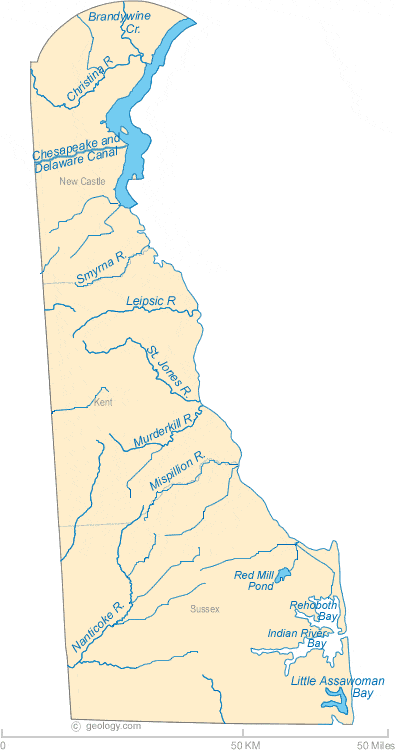 Brandywine
Cr.
Christina R.
Chesapeake and
Delaware Canal
New Castle
Smyrna R.
Leipsic R
St. Jones R.
Kent
Murderkill R.
Mispillion R.
Red Mill
Pond
Rehoboth
Bay
Nanticoke R.
Sussex
Indian River
Bay
Little Assawoman
Bay
© geology.com
0 50 KM 50 Miles